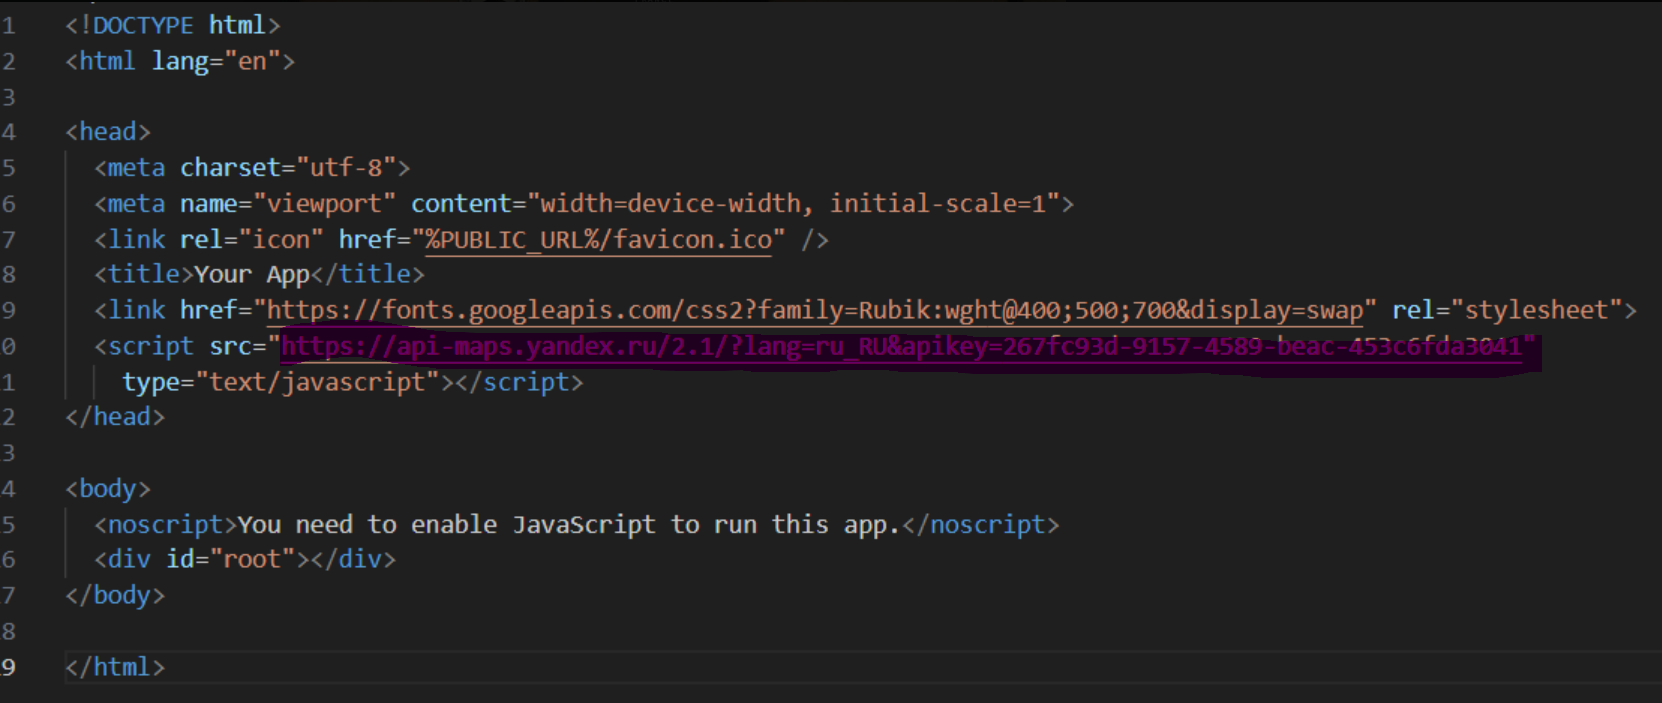 1 <!DOCTYPE html>
2 <html lang="en">
3
4 <head>
5 <meta charset="utf-8">
6 <meta name="viewport" content="width=device-width, initial-scale=1">
7 <link rel="icon" href="%PUBLIC_URL%/favicon.ico" />
8 <title>Your App</title>
9 <link href="https://fonts.googleapis.com/css2?family=Rubik:wght@400;500;700&display=swap" rel="stylesheet">
0 <script src="https://api-maps.yandex.ru/2.1/?lang=ru_RU&apikey=267fc93d-9157-4589-beac-453c6fda3041"
1 type="text/javascript"></script>
2 </head>
3
4 <body>
5 <noscript>You need to enable JavaScript to run this app.</noscript>
6 <div id="root"></div>
7 </body>
8
9 </html>